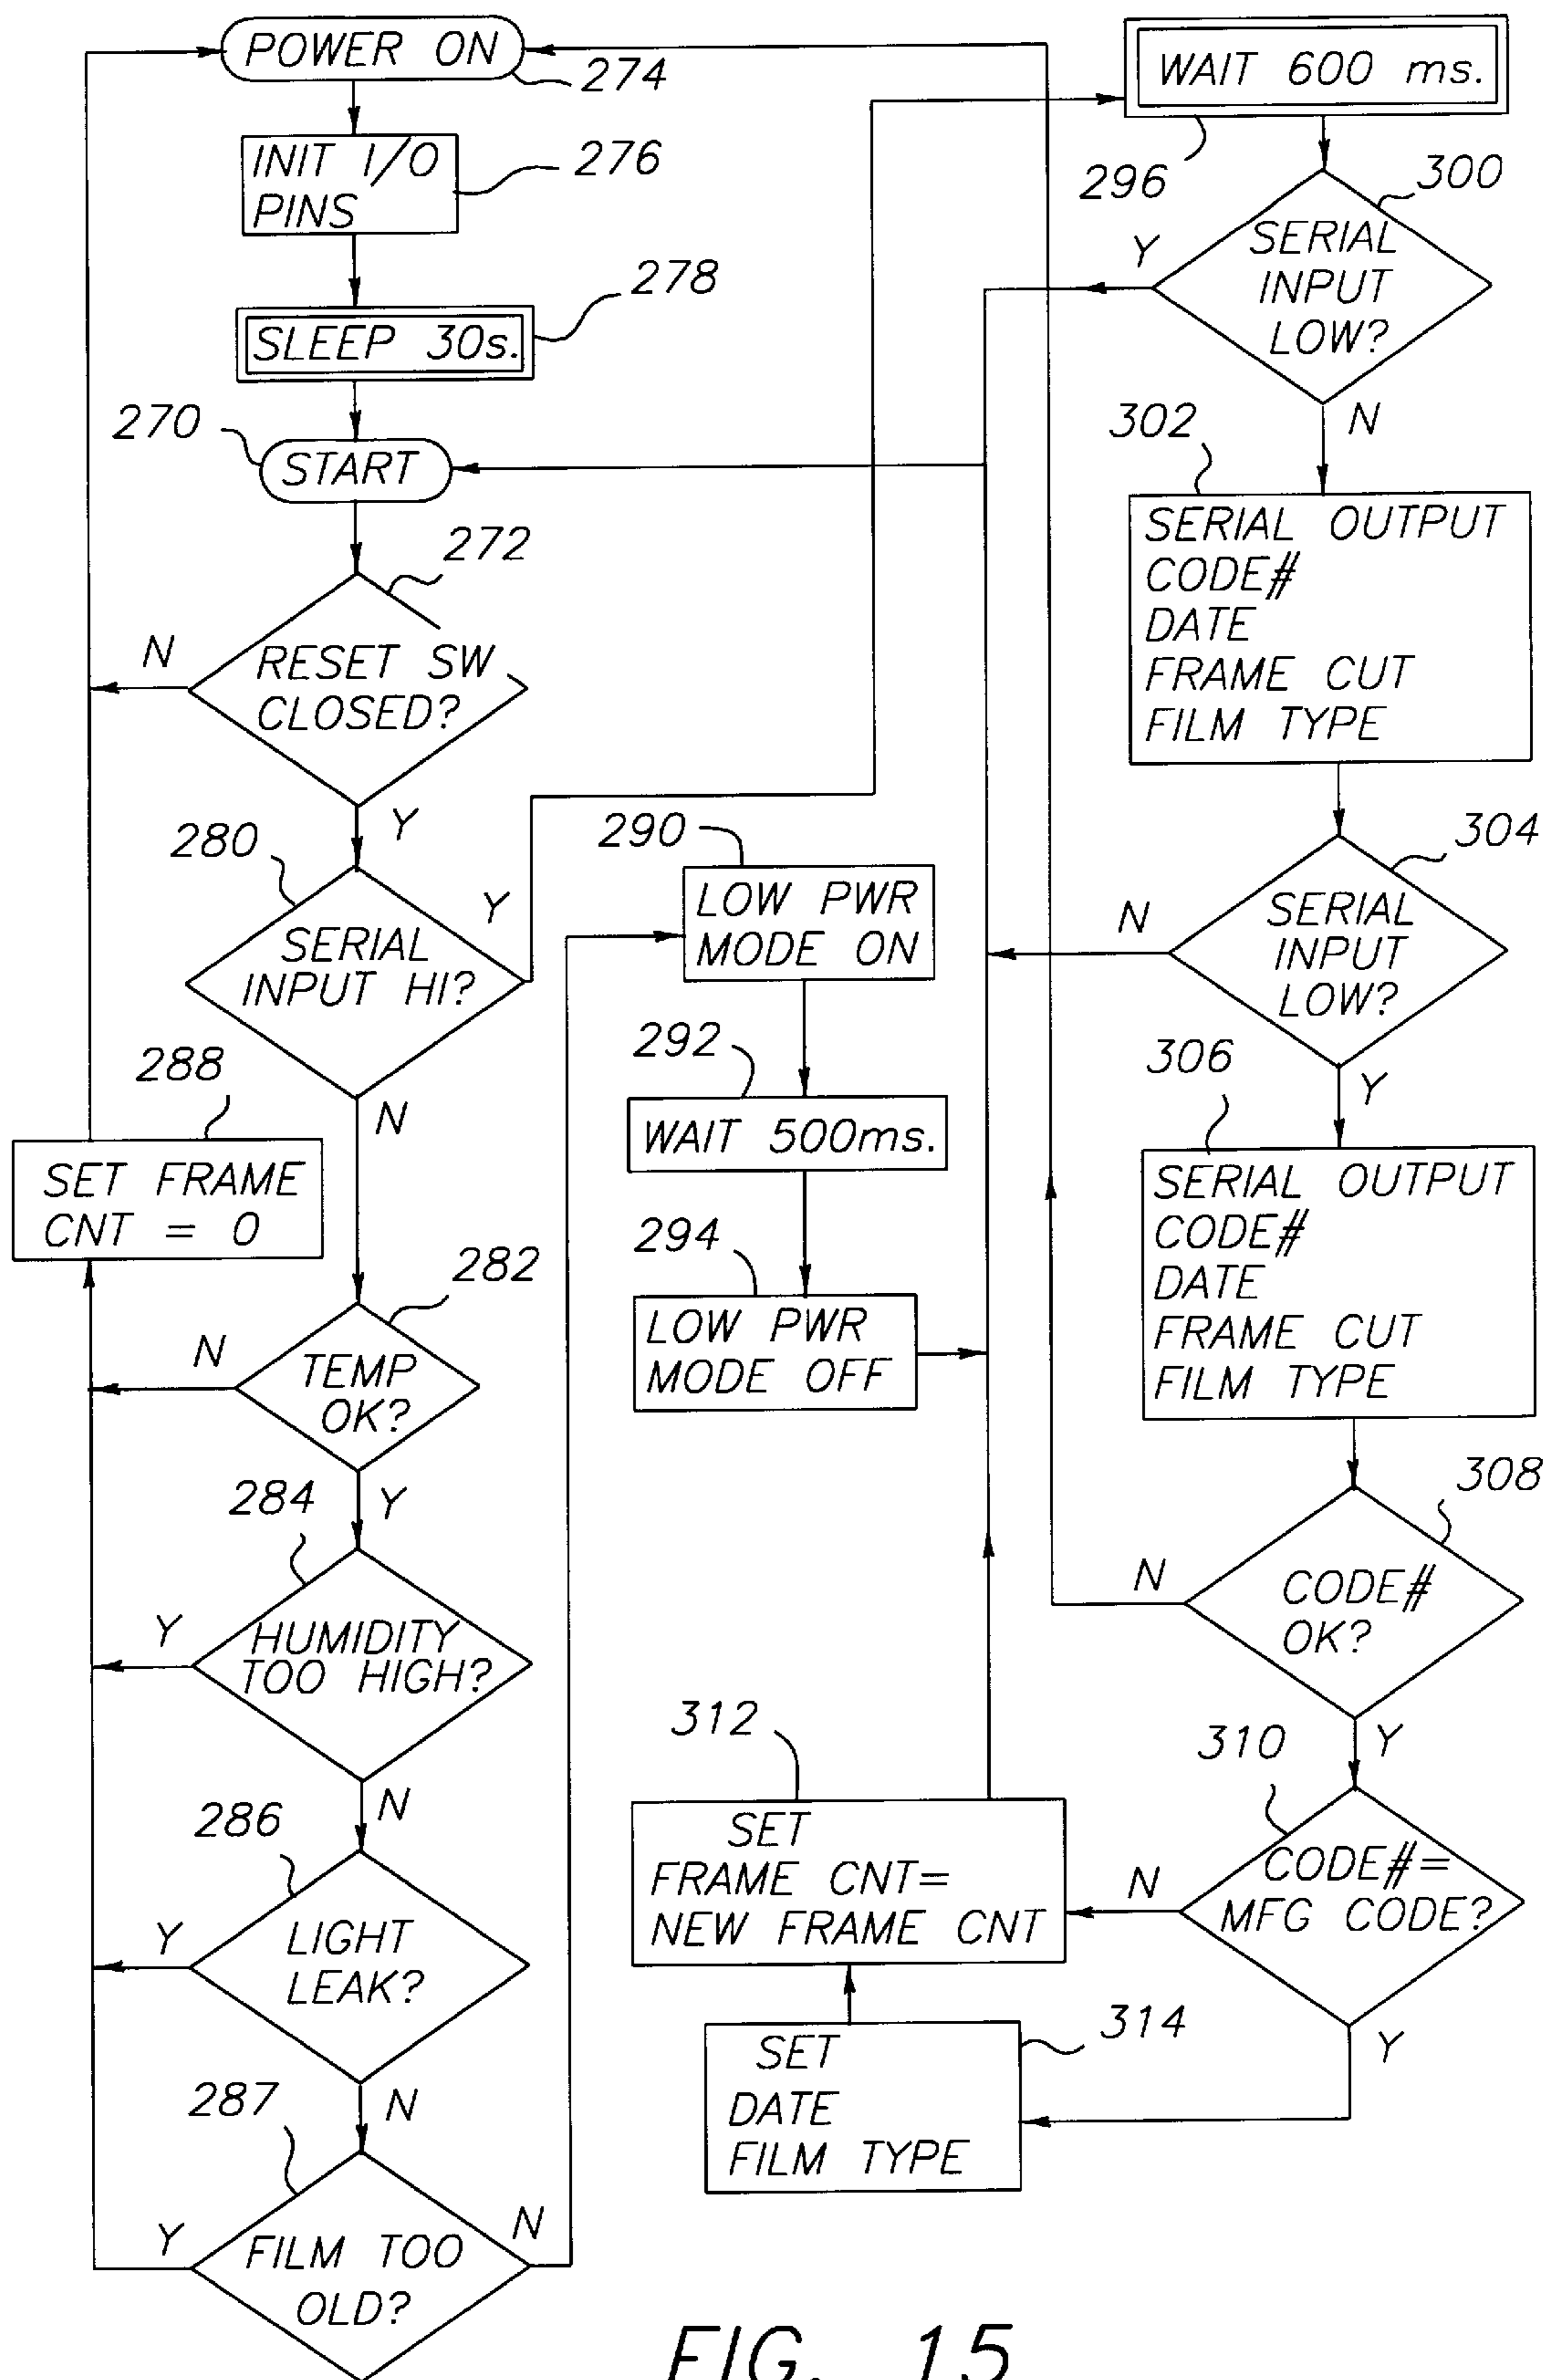 POWER ON
274
INIT I/O
PINS
276
SLEEP 30s.
278
270
START
272
RESET SW
CLOSED?
N
Y
280
SERIAL
INPUT HI?
Y
N
288
SET FRAME
CNT = 0
282
TEMP
OK?
N
Y
284
HUMIDITY
TOO HIGH?
Y
N
286
LIGHT
LEAK?
Y
N
287
FILM TOO
OLD?
Y
N
290
LOW PWR
MODE ON
292
WAIT 500ms.
294
LOW PWR
MODE OFF
WAIT 600 ms.
296
300
SERIAL
INPUT
LOW?
Y
N
302
SERIAL OUTPUT
CODE#
DATE
FRAME CUT
FILM TYPE
304
SERIAL
INPUT
LOW?
N
Y
306
SERIAL OUTPUT
CODE#
DATE
FRAME CUT
FILM TYPE
308
CODE#
OK?
N
Y
310
CODE#=
MFG CODE?
N
Y
312
SET
FRAME CNT=
NEW FRAME CNT
314
SET
DATE
FILM TYPE
FIG. 15